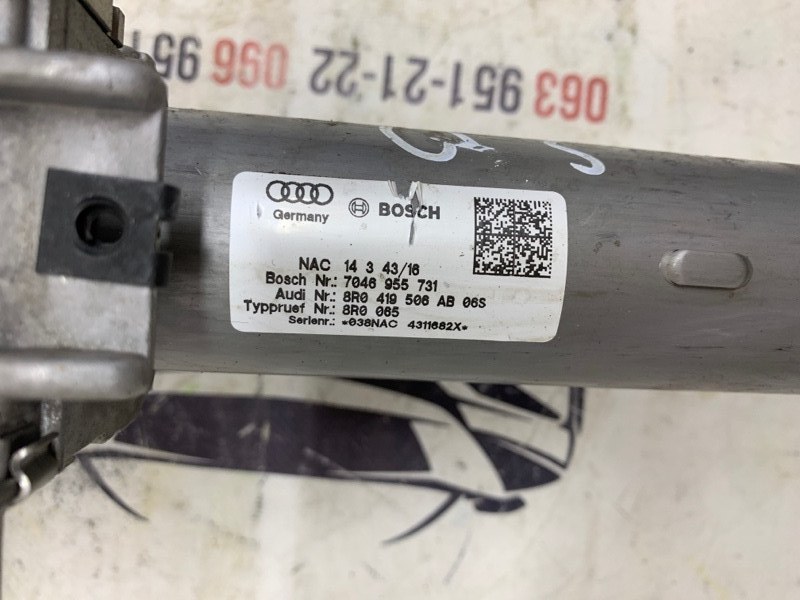 063 951-21-22 096 951
Germany BOSCH
NAC 14 3 43/16
Bosch Nr.: 7046 955 731
Audi Nr.: 8R0 419 506 AB 06S
Typpruef Nr.: 8R0 065
Serienr.: *038NAC 4311682X*